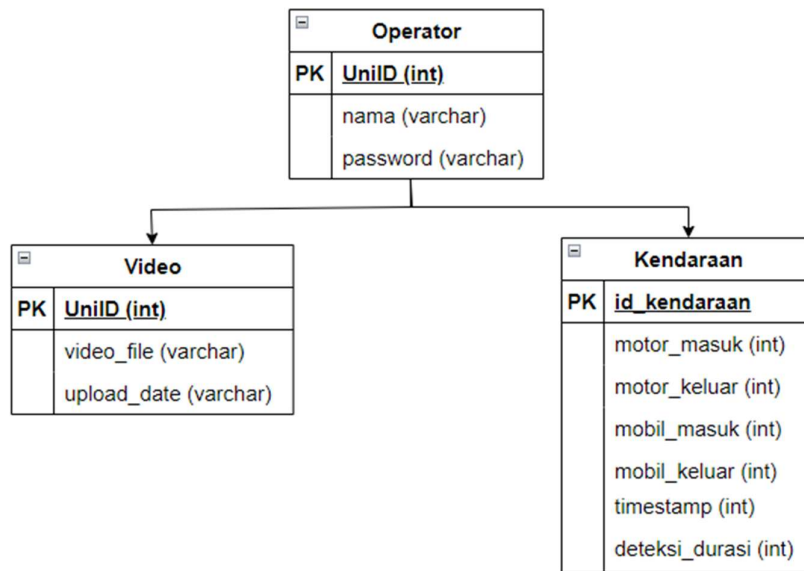 Operator
PK UniID (int)
nama (varchar)
password (varchar)
Video
PK UniID (int)
video_file (varchar)
upload_date (varchar)
Kendaraan
PK id_kendaraan
motor_masuk (int)
motor_keluar (int)
mobil_masuk (int)
mobil_keluar (int)
timestamp (int)
deteksi_durasi (int)